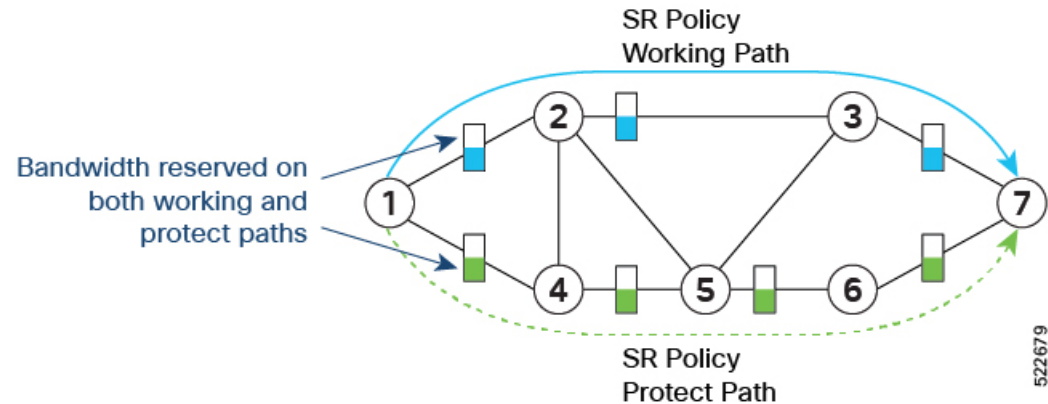 SR Policy
Working Path
Bandwidth reserved on
both working and
protect paths
1
2
3
4
5
6
7
SR Policy
Protect Path
522679